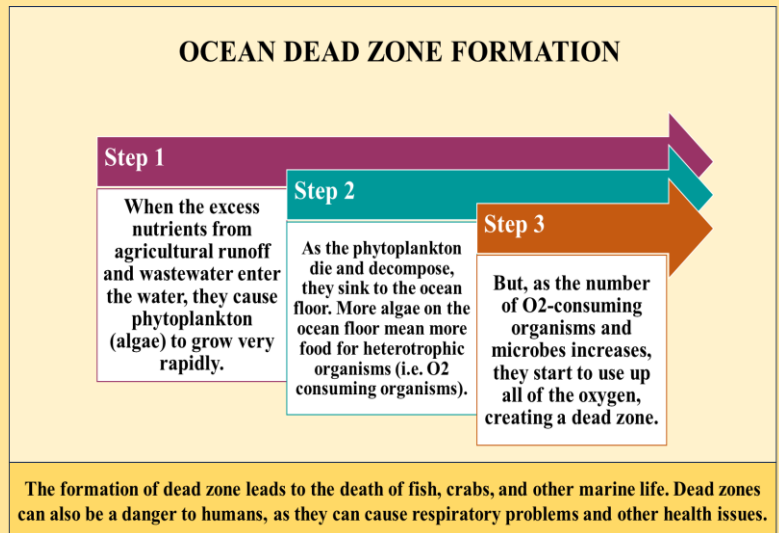 OCEAN DEAD ZONE FORMATION
Step 1
When the excess
nutrients from
agricultural runoff
and wastewater enter
the water, they cause
phytoplankton
(algae) to grow very
rapidly.
Step 2
As the phytoplankton
die and decompose,
they sink to the ocean
floor. More algae on the
ocean floor mean more
food for heterotrophic
organisms (i.e. O2
consuming organisms).
Step 3
But, as the number
of O2-consuming
organisms and
microbes increases,
they start to use up
all of the oxygen,
creating a dead zone.
The formation of dead zone leads to the death of fish, crabs, and other marine life. Dead zones
can also be a danger to humans, as they can cause respiratory problems and other health issues.